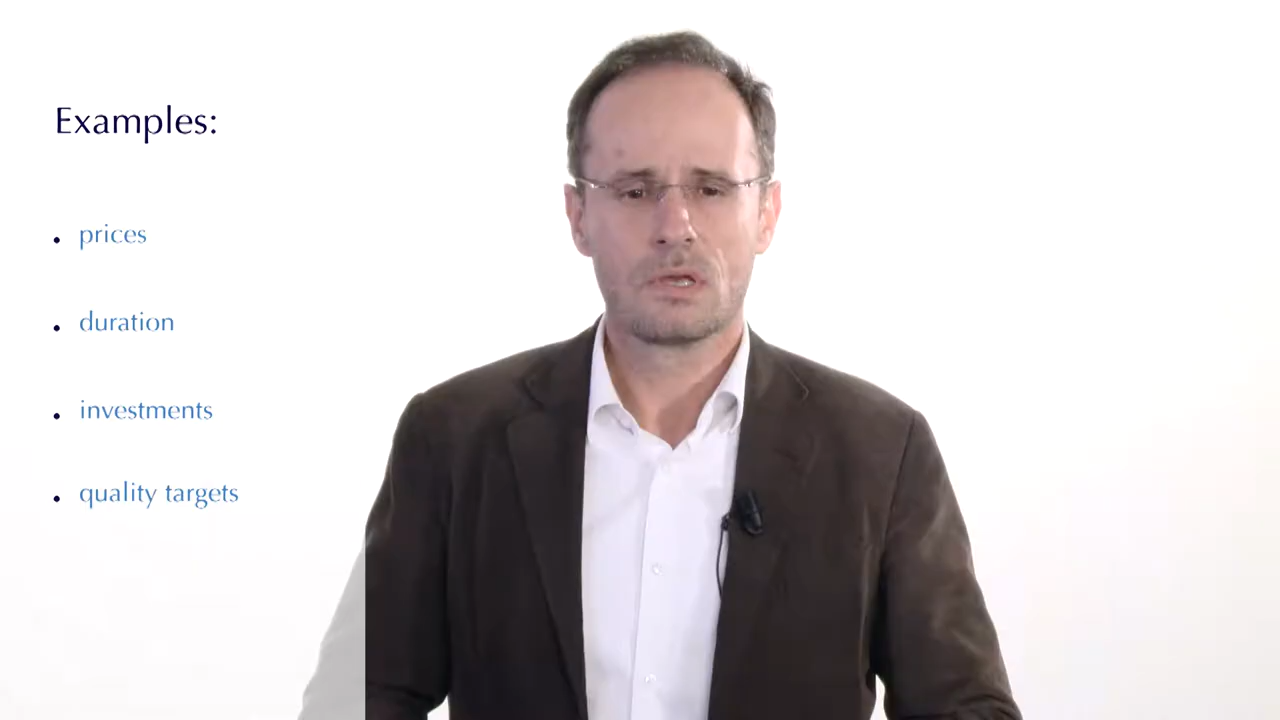 Examples:
• prices
• duration
• investments
• quality targets